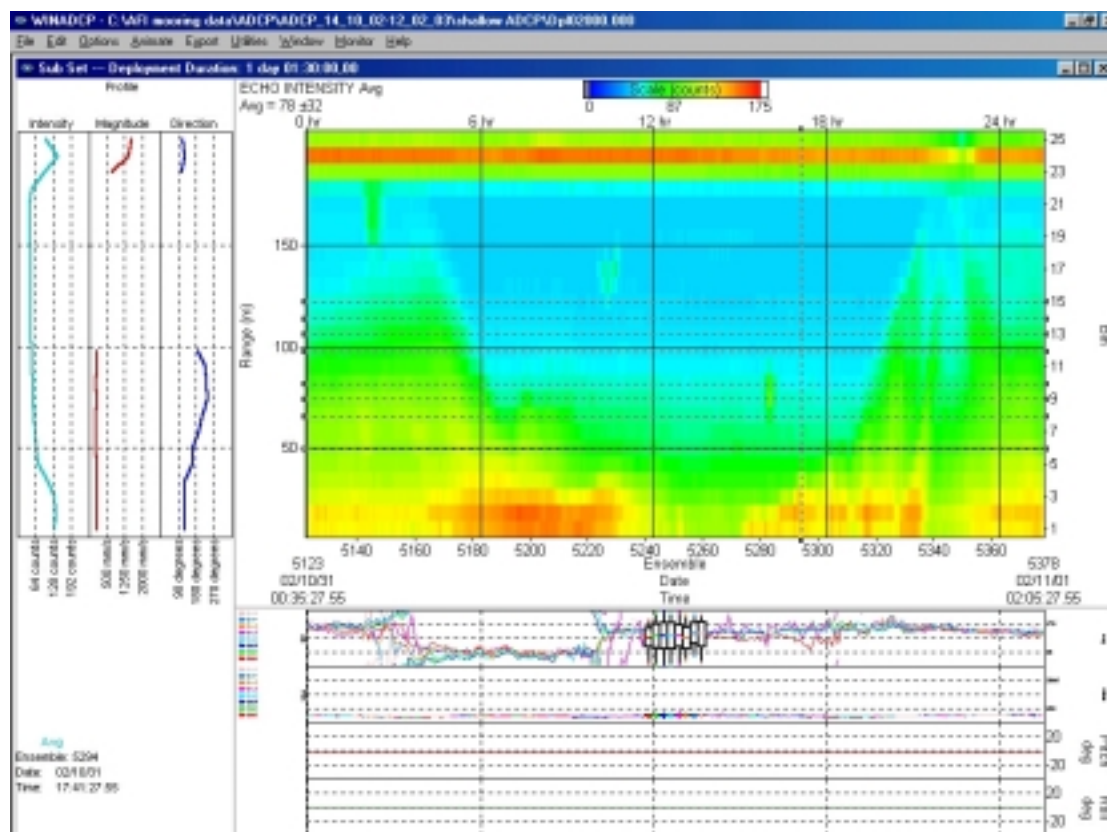 WINADCP - C:\AFI mooring data\ADCP\ADCP_14_10_02-12_02_03\shallow ADCP\Dpl02000.000
File Edit Options Animate Export Utilities Window Monitor Help
Sub Set --- Deployment Duration: 1 day 01:30:00.00
Profile
Intensity Magnitude Direction
64 counts
128 counts
192 counts
500 mm/s
1250 mm/s
2000 mm/s
90 degrees
180 degrees
270 degrees
ECHO INTENSITY Avg
Avg = 78 ±32
Scale (counts)
0 87 175
0 hr 6 hr 12 hr 18 hr 24 hr
Range (m)
150
100
50
25
23
21
19
17
15
13
11
9
7
5
3
1
Bin
5140 5160 5180 5200 5220 5240 5260 5280 5300 5320 5340 5360
5123 Ensemble 5378
02/10/31 Date 02/11/01
00:35:27.55 Time 02:05:27.55
20
20
deg
20
20
deg
Avg
Ensemble: 5294
Date: 02/10/31
Time: 17:41:27.55